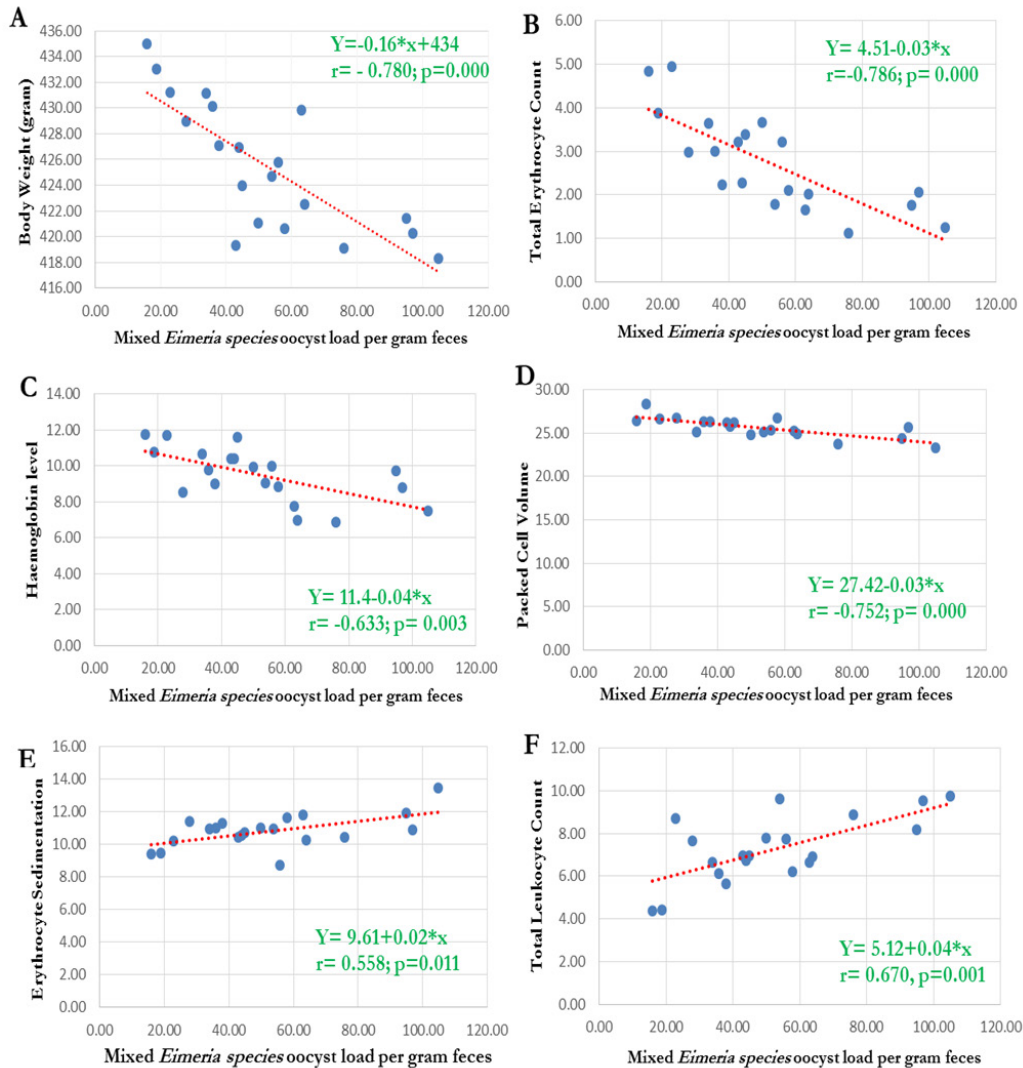 A
436.00
434.00
432.00
430.00
428.00
426.00
424.00
422.00
420.00
418.00
416.00
Body Weight (gram)
Y=-0.16*x+434
r= - 0.780; p=0.000
0.00 20.00 40.00 60.00 80.00 100.00 120.00
Mixed Eimeria species oocyst load per gram feces
B
6.00
5.00
4.00
3.00
2.00
1.00
0.00
Total Erythrocyte Count
Y= 4.51-0.03*x
r=-0.786; p= 0.000
0.00 20.00 40.00 60.00 80.00 100.00 120.00
Mixed Eimeria species oocyst load per gram feces
C
14.00
12.00
10.00
8.00
6.00
4.00
2.00
0.00
Haemoglobin level
Y= 11.4-0.04*x
r= -0.633; p= 0.003
0.00 20.00 40.00 60.00 80.00 100.00 120.00
Mixed Eimeria species oocyst load per gram feces
D
30.00
25.00
20.00
15.00
10.00
5.00
0.00
Packed Cell Volume
Y= 27.42-0.03*x
r= -0.752; p= 0.000
0.00 20.00 40.00 60.00 80.00 100.00 120.00
Mixed Eimeria species oocyst load per gram feces
E
16.00
14.00
12.00
10.00
8.00
6.00
4.00
2.00
0.00
Erythrocyte Sedimentation
Y= 9.61+0.02*x
r= 0.558; p=0.011
0.00 20.00 40.00 60.00 80.00 100.00 120.00
Mixed Eimeria species oocyst load per gram feces
F
12.00
10.00
8.00
6.00
4.00
2.00
0.00
Total Leukocyte Count
Y= 5.12+0.04*x
r= 0.670, p=0.001
0.00 20.00 40.00 60.00 80.00 100.00 120.00
Mixed Eimeria species oocyst load per gram feces